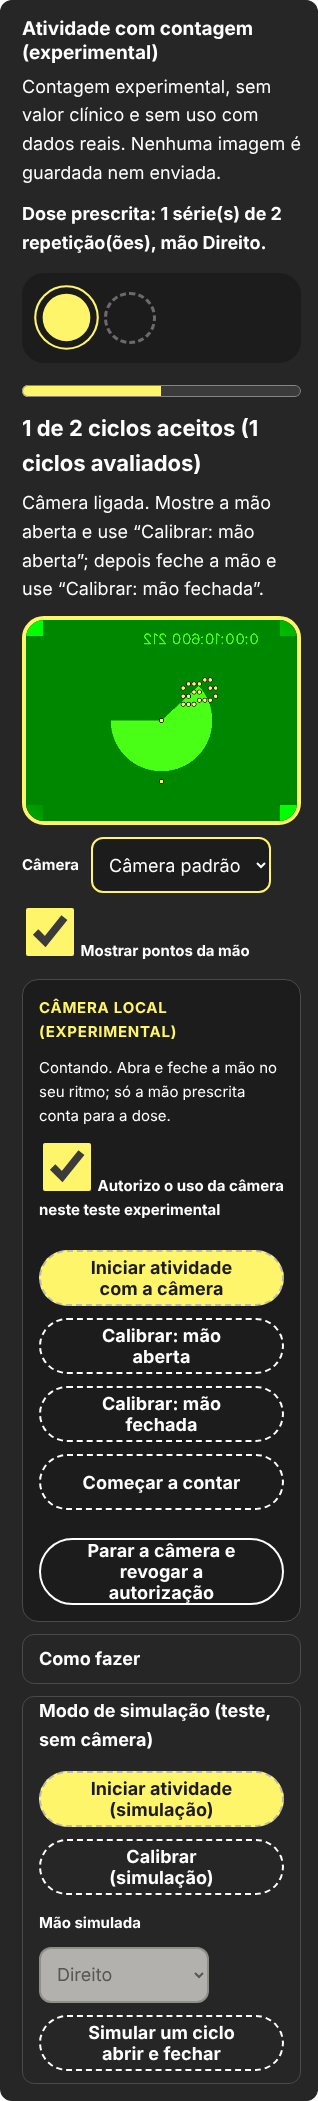 Atividade com contagem
(experimental)
Contagem experimental, sem
valor clínico e sem uso com
dados reais. Nenhuma imagem é
guardada nem enviada.
Dose prescrita: 1 série(s) de 2
repetição(ões), mão Direito.
1 de 2 ciclos aceitos (1
ciclos avaliados)
Câmera ligada. Mostre a mão
aberta e use “Calibrar: mão
aberta”; depois feche a mão e
use “Calibrar: mão fechada”.
0:00:10:600 212
Câmera
Câmera padrão
Mostrar pontos da mão
CÂMERA LOCAL
(EXPERIMENTAL)
Contando. Abra e feche a mão no
seu ritmo; só a mão prescrita
conta para a dose.
Autorizo o uso da câmera
neste teste experimental
Iniciar atividade
com a câmera
Calibrar: mão
aberta
Calibrar: mão
fechada
Começar a contar
Parar a câmera e
revogar a
autorização
Como fazer
Modo de simulação (teste,
sem câmera)
Iniciar atividade
(simulação)
Calibrar
(simulação)
Mão simulada
Direito
Simular um ciclo
abrir e fechar